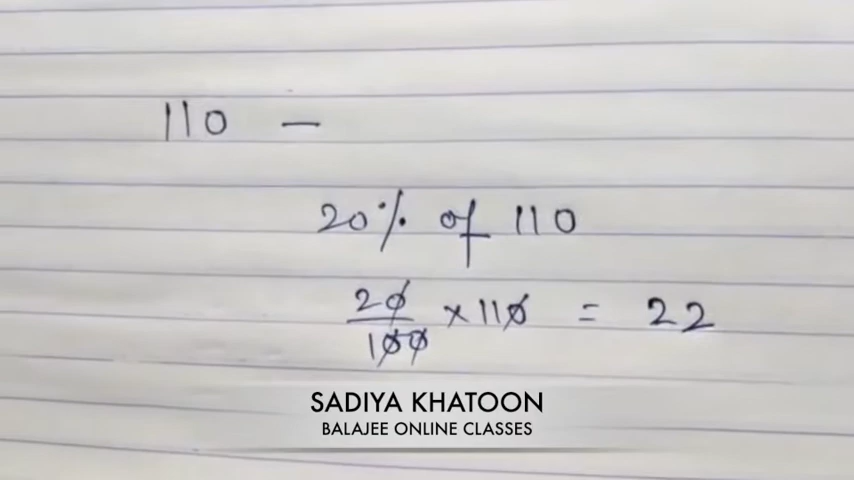 110 —
20% of 110
20/100 × 110 = 22
SADIYA KHATOON
BALAJEE ONLINE CLASSES